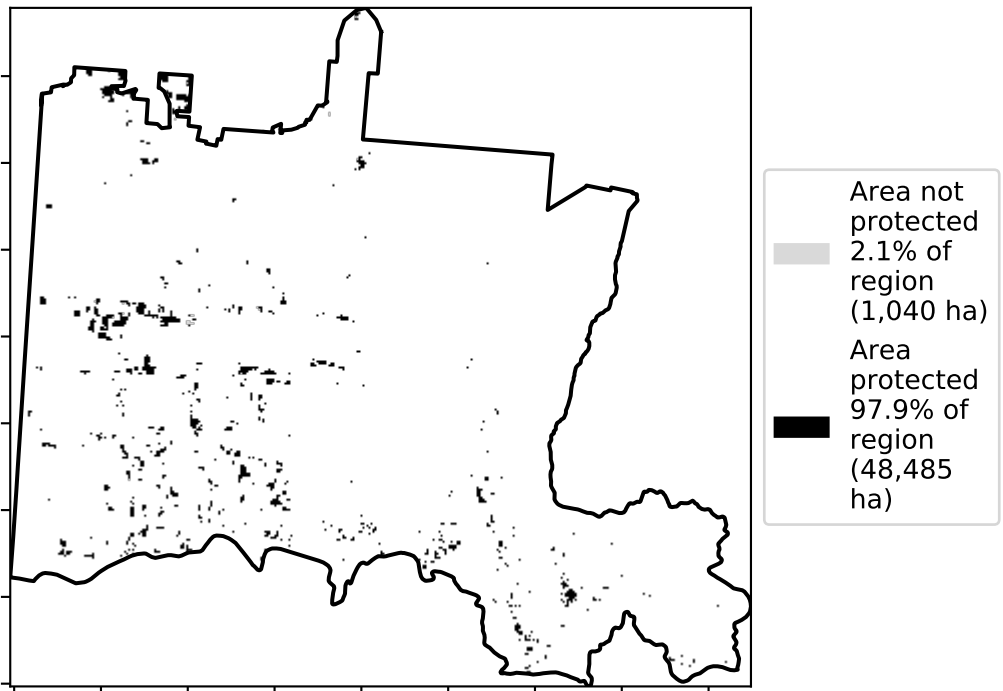 Area not
protected
2.1% of
region
(1,040 ha)
Area
protected
97.9% of
region
(48,485
ha)